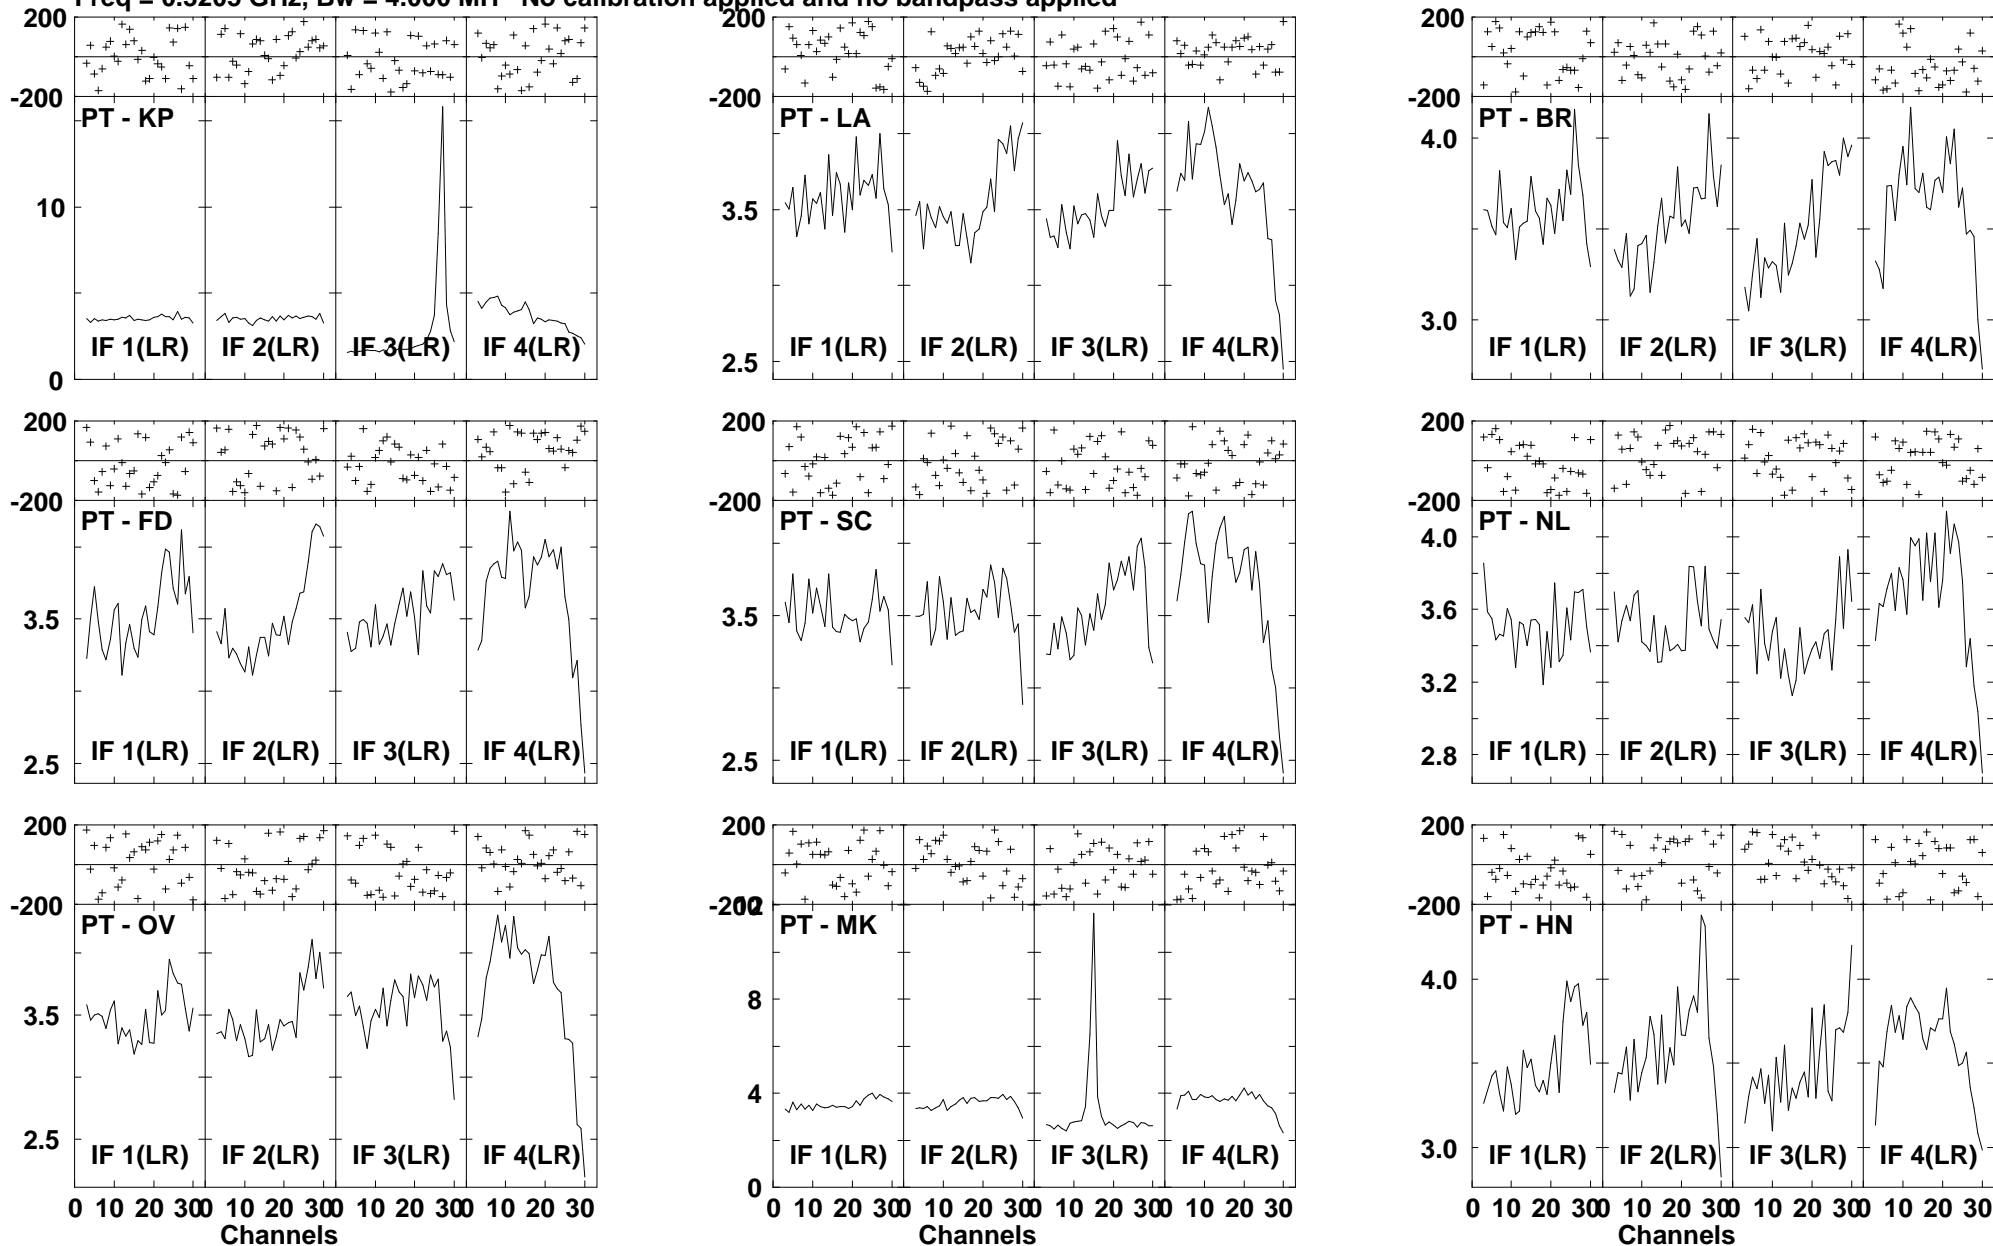 No calibration applied and no bandpass applied
200 200 200
-200 -200 -200
PT - KP PT - LA PT - BR
4.0
10 3.5
3.0
IF 1(LR) IF 2(LR) IF 3(LR) IF 4(LR) IF 1(LR) IF 2(LR) IF 3(LR) IF 4(LR) IF 1(LR) IF 2(LR) IF 3(LR) IF 4(LR)
2.5
0
200 200 200
-200 -200 -200
PT - FD PT - SC PT - NL
4.0
3.5 3.5 3.6
3.2
IF 1(LR) IF 2(LR) IF 3(LR) IF 4(LR) IF 1(LR) IF 2(LR) IF 3(LR) IF 4(LR) IF 1(LR) IF 2(LR) IF 3(LR) IF 4(LR)
2.5 2.5 2.8
200 200 200
-200 -200 12 -200
PT - OV PT - MK PT - HN
4.0
3.5 8
4
2.5 3.0
IF 1(LR) IF 2(LR) IF 3(LR) IF 4(LR) IF 1(LR) IF 2(LR) IF 3(LR) IF 4(LR) IF 1(LR) IF 2(LR) IF 3(LR) IF 4(LR)
0
0 10 20 30 0 10 20 30 0 10 20 30 0 10 20 30 0 10 20 30 0 10 20 30 0 10 20 30 0 10 20 30 0 10 20 30 0 10 20 30 0 10 20 30 0 10 20 30
Channels Channels Channels